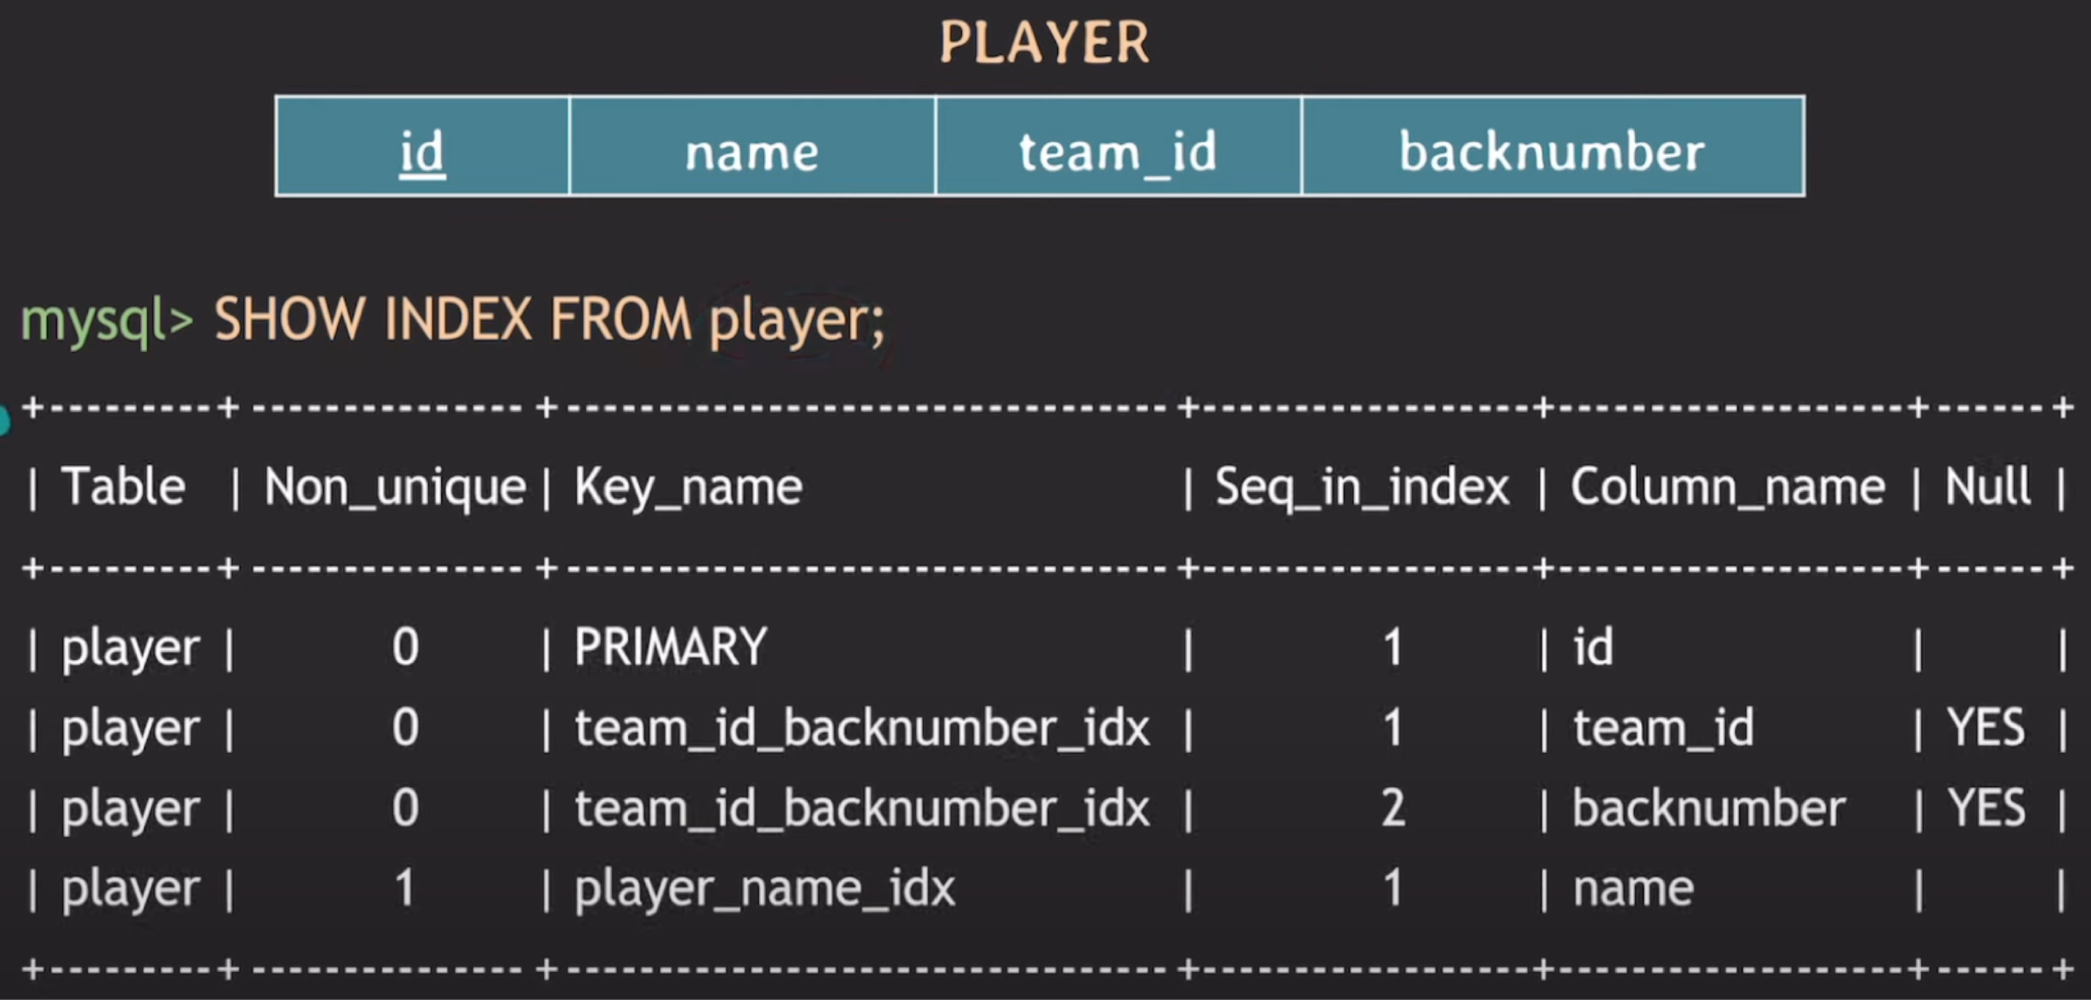 PLAYER
id name team_id backnumber
mysql> SHOW INDEX FROM player;
+---------+ --------------- +---------------------------------+------------------+-------------------+------+
| Table | Non_unique | Key_name | Seq_in_index | Column_name | Null |
+---------+ --------------- +---------------------------------+------------------+-------------------+------+
| player | 0 | PRIMARY | 1 | id | |
| player | 0 | team_id_backnumber_idx | 1 | team_id | YES |
| player | 0 | team_id_backnumber_idx | 2 | backnumber | YES |
| player | 1 | player_name_idx | 1 | name | |
+---------+ --------------- +---------------------------------+------------------+-------------------+------+